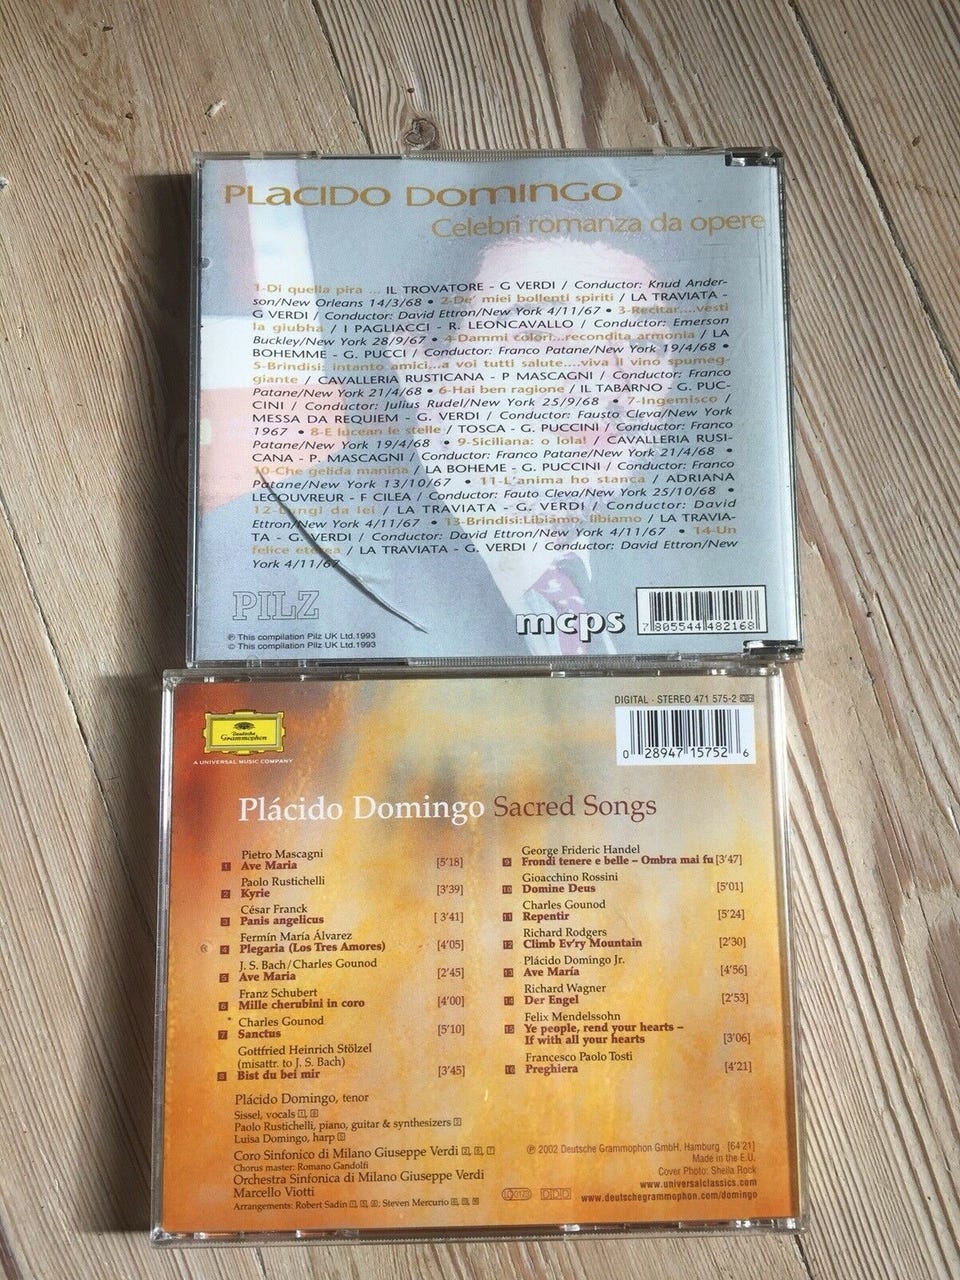 PLACIDO DOMINGO
Celebri romanza da opere
1-Di quella pira ... IL TROVATORE - G VERDI / Conductor: Knud Ander-
son/New Orleans 14/3/68 • 2-De' miei bollenti spiriti / LA TRAVIATA -
G VERDI / Conductor: David Ettron/New York 4/11/67 • 3-Recitar....vesti
la giubha / I PAGLIACCI - R. LEONCAVALLO / Conductor: Emerson
Buckley/New York 28/9/67 • 4-Dammi colori...recondita armonia / LA
BOHEMME - G. PUCCI / Conductor: Franco Patane/New York 19/4/68 •
5-Brindisi: intanto amici...a voi tutti salute....viva il vino spumeg-
giante / CAVALLERIA RUSTICANA - P MASCAGNI / Conductor: Franco
Patane/New York 21/4/68 • 6-Hai ben ragione / IL TABARNO - G. PUC-
CINI / Conductor: Julius Rudel/New York 25/9/68 • 7-Ingemisco /
MESSA DA REQUIEM - G. VERDI / Conductor: Fausto Cleva/New York
1967 • 8-E lucean le stelle / TOSCA - G. PUCCINI / Conductor: Franco
Patane/New York 19/4/68 • 9-Siciliana: o lola! / CAVALLERIA RUSI-
CANA - P. MASCAGNI / Conductor: Franco Patane/New York 21/4/68 •
10-Che gelida manina / LA BOHEME - G. PUCCINI / Conductor: Franco
Patane/New York 13/10/67 • 11-L'anima ho stanca / ADRIANA
LECOUVREUR - F CILEA / Conductor: Fauto Cleva/New York 25/10/68 •
12-Lungi da lei / LA TRAVIATA - G. VERDI / Conductor: David
Ettron/New York 4/11/67 • 13-Brindisi:Libiamo, libiamo / LA TRAVIA-
TA - G. VERDI / Conductor: David Ettron/New York 4/11/67 • 14-Un
felice eterea / LA TRAVIATA - G. VERDI / Conductor: David Ettron/New
York 4/11/67
PILZ
mcps
7 805544 482168
℗ This compilation Pilz UK Ltd.1993
© This compilation Pilz UK Ltd.1993
Deutsche
Grammophon
A UNIVERSAL MUSIC COMPANY
DIGITAL · STEREO 471 575-2 GH
0 28947 15752 6
Plácido Domingo Sacred Songs
Pietro Mascagni
1 Ave Maria [5'18]
Paolo Rustichelli
2 Kyrie [3'39]
César Franck
3 Panis angelicus [3'41]
Fermín María Álvarez
4 Plegaria (Los Tres Amores) [4'05]
J. S. Bach/Charles Gounod
5 Ave Maria [2'45]
Franz Schubert
6 Mille cherubini in coro [4'00]
Charles Gounod
7 Sanctus [5'10]
Gottfried Heinrich Stölzel
(misattr. to J. S. Bach)
8 Bist du bei mir [3'45]
George Frideric Handel
9 Frondi tenere e belle – Ombra mai fu [3'47]
Gioacchino Rossini
10 Domine Deus [5'01]
Charles Gounod
11 Repentir [5'24]
Richard Rodgers
12 Climb Ev'ry Mountain [2'30]
Plácido Domingo Jr.
13 Ave María [4'56]
Richard Wagner
14 Der Engel [2'53]
Felix Mendelssohn
15 Ye people, rend your hearts –
If with all your hearts [3'06]
Francesco Paolo Tosti
16 Preghiera [4'21]
Plácido Domingo, tenor
Sissel, vocals
Paolo Rustichelli, piano, guitar & synthesizers 2
Luisa Domingo, harp
Coro Sinfonico di Milano Giuseppe Verdi
Chorus master: Romano Gandolfi
Orchestra Sinfonica di Milano Giuseppe Verdi
Marcello Viotti
Arrangements: Robert Sadin Steven Mercurio
℗ 2002 Deutsche Grammophon GmbH, Hamburg · [64'21]
Made in the E.U.
Cover Photo: Sheila Rock
www.universalclassics.com
www.deutschegrammophon.com/domingo
DDD